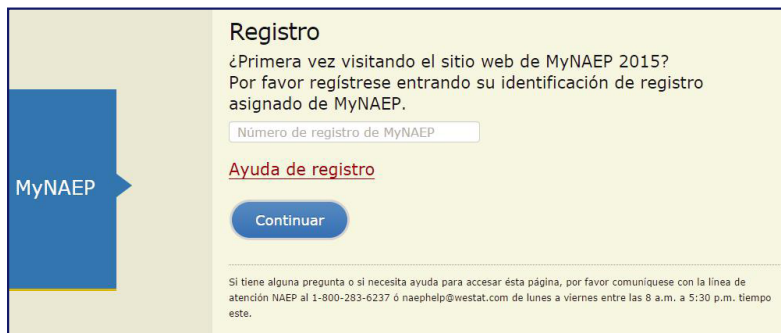 Registro
¿Primera vez visitando el sitio web de MyNAEP 2015?
Por favor regístrese entrando su identificación de registro
asignado de MyNAEP.
Número de registro de MyNAEP
Ayuda de registro
MyNAEP
Continuar
Si tiene alguna pregunta o si necesita ayuda para accesar ésta página, por favor comuníquese con la línea de
atención NAEP al 1-800-283-6237 ó naephelp@westat.com de lunes a viernes entre las 8 a.m. a 5:30 p.m. tiempo
este.